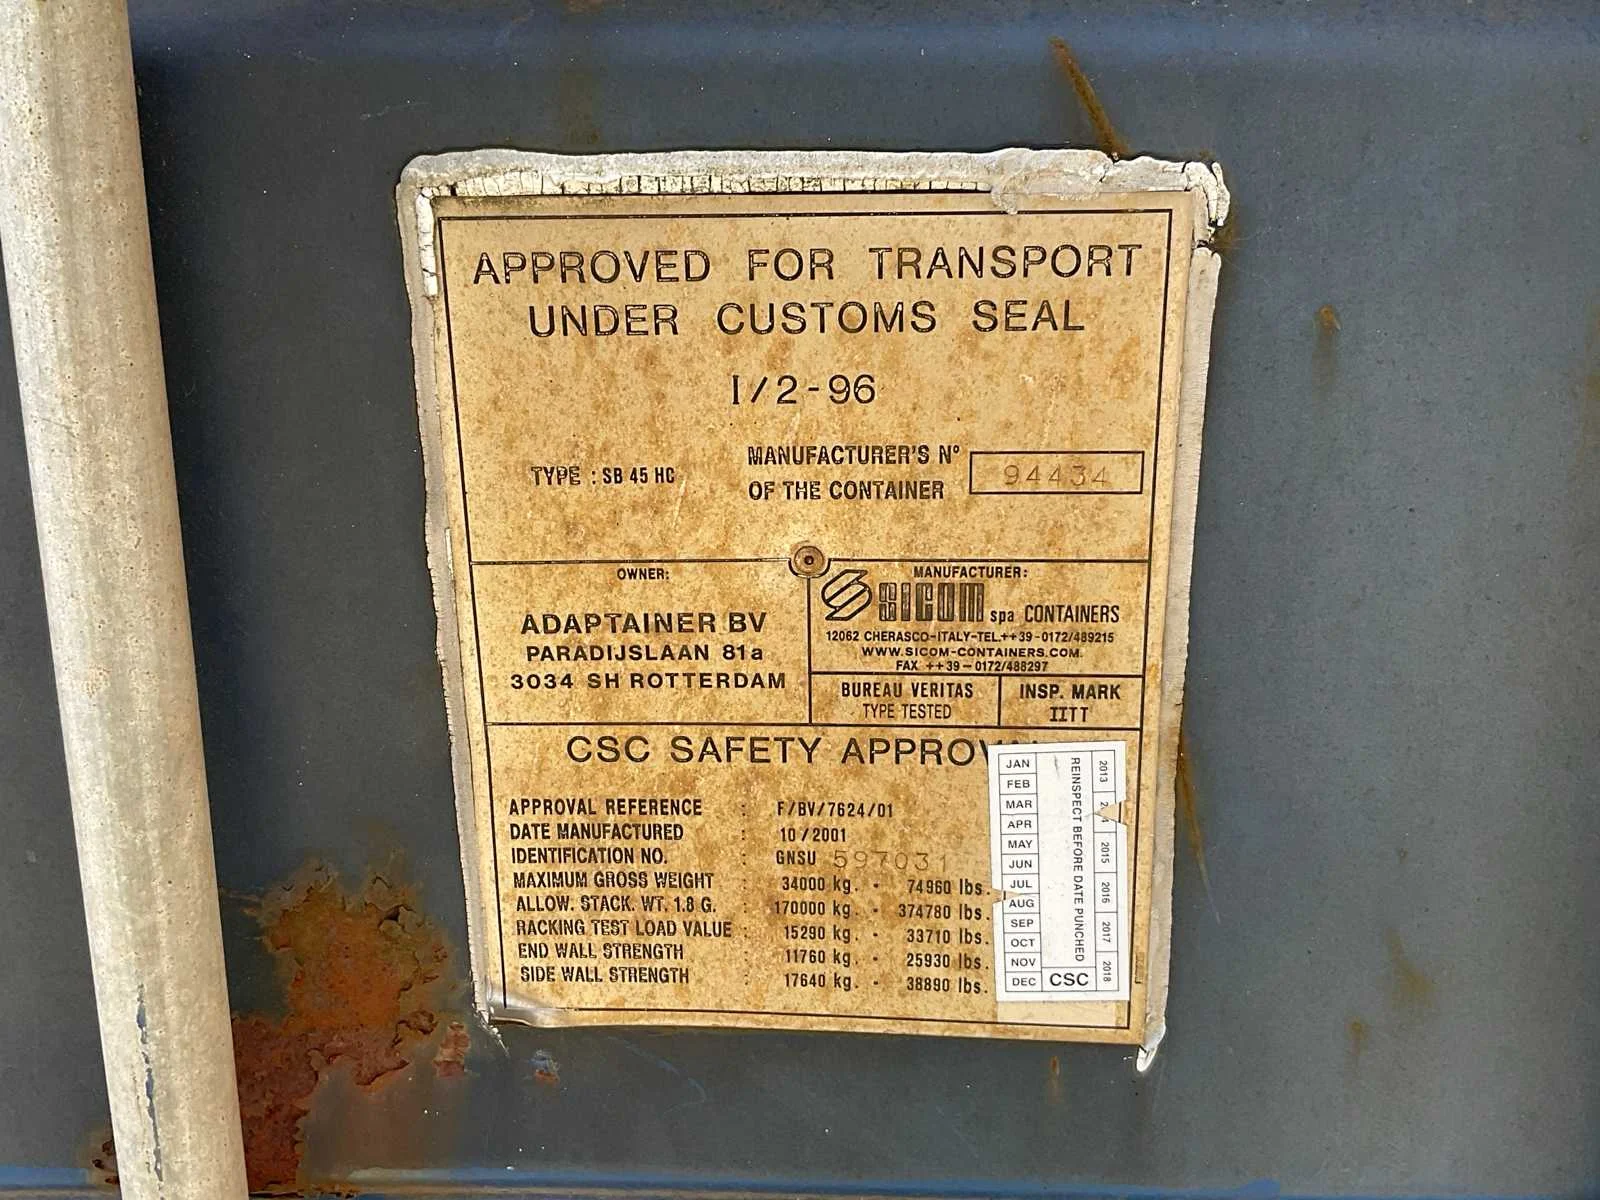 APPROVED FOR TRANSPORT
UNDER CUSTOMS SEAL
I/2-96
TYPE : SB 45 HC
MANUFACTURER'S Nº
OF THE CONTAINER
94434
OWNER:
ADAPTAINER BV
PARADIJSLAAN 81a
3034 SH ROTTERDAM
MANUFACTURER:
SICOM spa CONTAINERS
12062 CHERASCO-ITALY-TEL.++39-0172/489215
WWW.SICOM-CONTAINERS.COM.
FAX ++39-0172/488297
BUREAU VERITAS
TYPE TESTED
INSP. MARK
IITT
CSC SAFETY APPROV
APPROVAL REFERENCE : F/BV/7624/01
DATE MANUFACTURED : 10/2001
IDENTIFICATION NO. : GNSU 597031
MAXIMUM GROSS WEIGHT : 34000 kg. - 74960 lbs.
ALLOW. STACK. WT. 1.8 G. : 170000 kg. - 374780 lbs.
RACKING TEST LOAD VALUE : 15290 kg. - 33710 lbs.
END WALL STRENGTH : 11760 kg. - 25930 lbs.
SIDE WALL STRENGTH : 17640 kg. - 38890 lbs.
JAN
FEB
MAR
APR
MAY
JUN
JUL
AUG
SEP
OCT
NOV
DEC
REINSPECT BEFORE DATE PUNCHED
CSC
2013
2015
2016
2017
2018